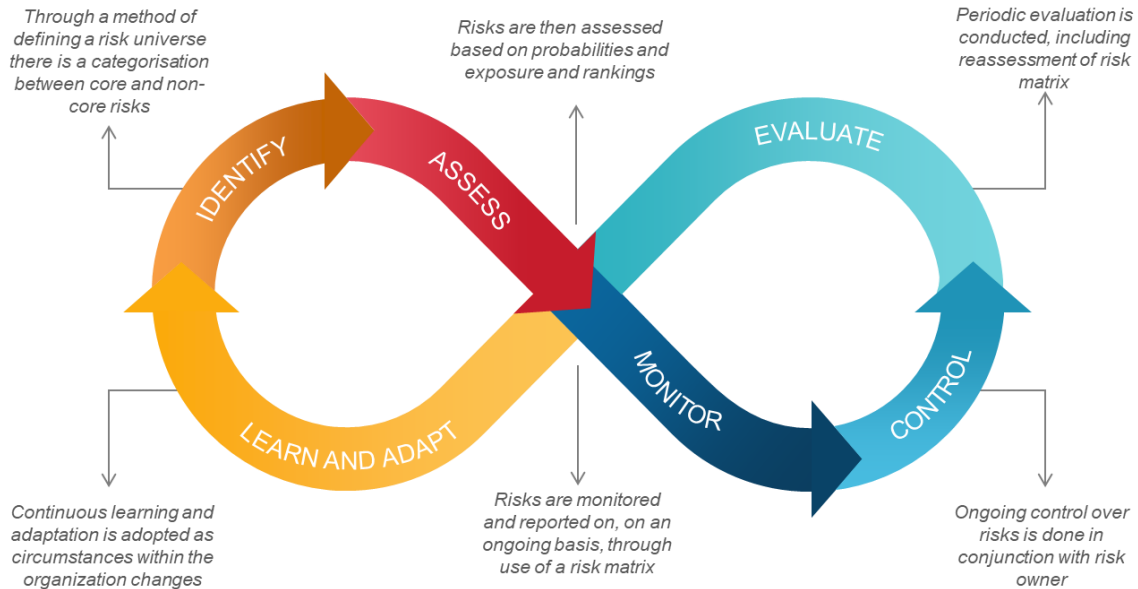 Through a method of
defining a risk universe
there is a categorisation
between core and non-
core risks
Risks are then assessed
based on probabilities and
exposure and rankings
Periodic evaluation is
conducted, including
reassessment of risk
matrix
IDENTIFY
ASSESS
EVALUATE
LEARN AND ADAPT
MONITOR
CONTROL
Continuous learning and
adaptation is adopted as
circumstances within the
organization changes
Risks are monitored
and reported on, on an
ongoing basis, through
use of a risk matrix
Ongoing control over
risks is done in
conjunction with risk
owner